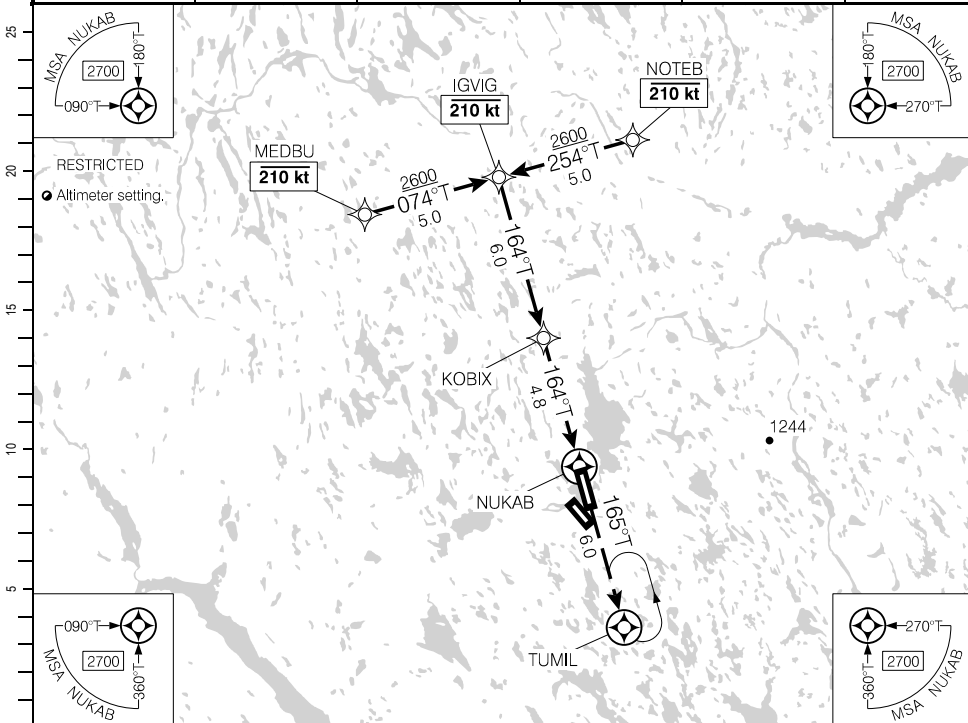 25
20
15
10
5
MSA NUKAB
2700
180°T
090°T
MSA NUKAB
2700
180°T
270°T
RESTRICTED
Altimeter setting.
NOTEB
210 kt
IGVIG
210 kt
MEDBU
210 kt
2600
254°T
5.0
2600
074°T
5.0
164°T
6.0
KOBIX
164°T
4.8
1244
NUKAB
165°T
6.0
TUMIL
090°T
2700
360°T
MSA NUKAB
270°T
2700
360°T
MSA NUKAB